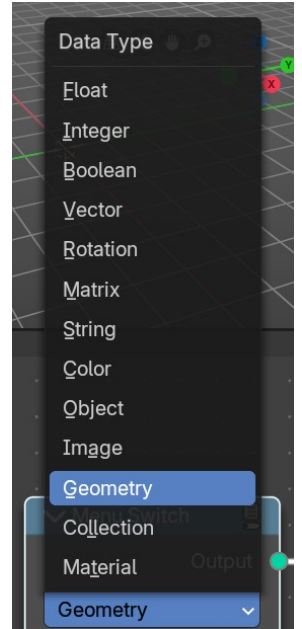 Data Type
Float
Integer
Boolean
Vector
Rotation
Matrix
String
Color
Object
Image
Geometry
Collection
Material
Menu Switch
Output
Geometry
Y
X